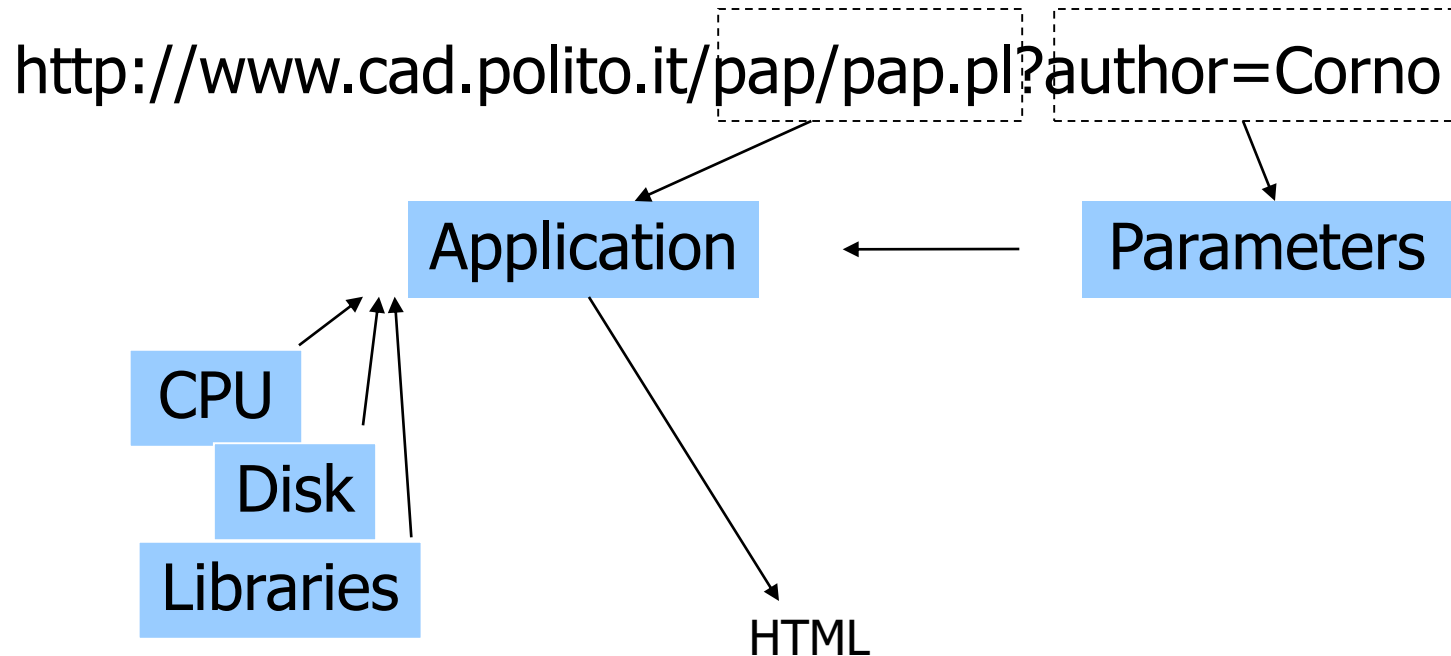 http://www.cad.polito.it/pap/pap.pl?author=Corno
Application
Parameters
CPU
Disk
Libraries
HTML